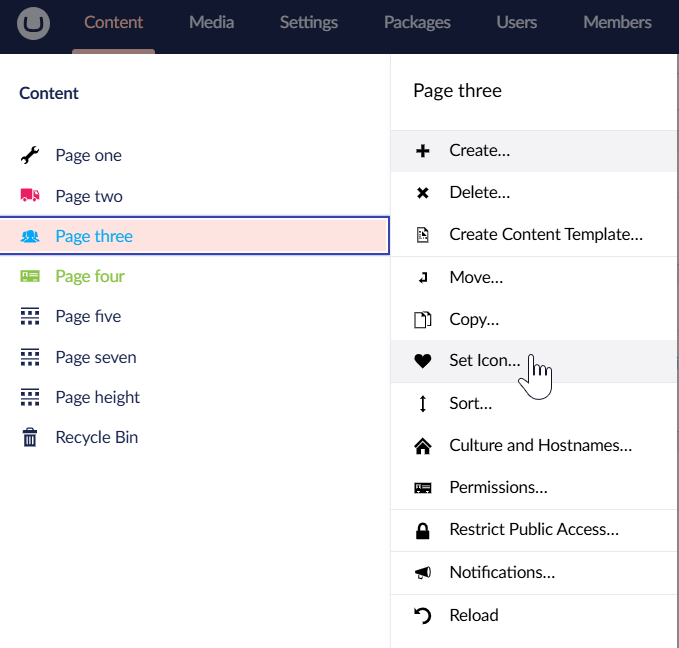 Content Media Settings Packages Users Members
Content
Page one
Page two
Page three
Page four
Page five
Page seven
Page height
Recycle Bin
Page three
Create...
Delete...
Create Content Template...
Move...
Copy...
Set Icon...
Sort...
Culture and Hostnames...
Permissions...
Restrict Public Access...
Notifications...
Reload